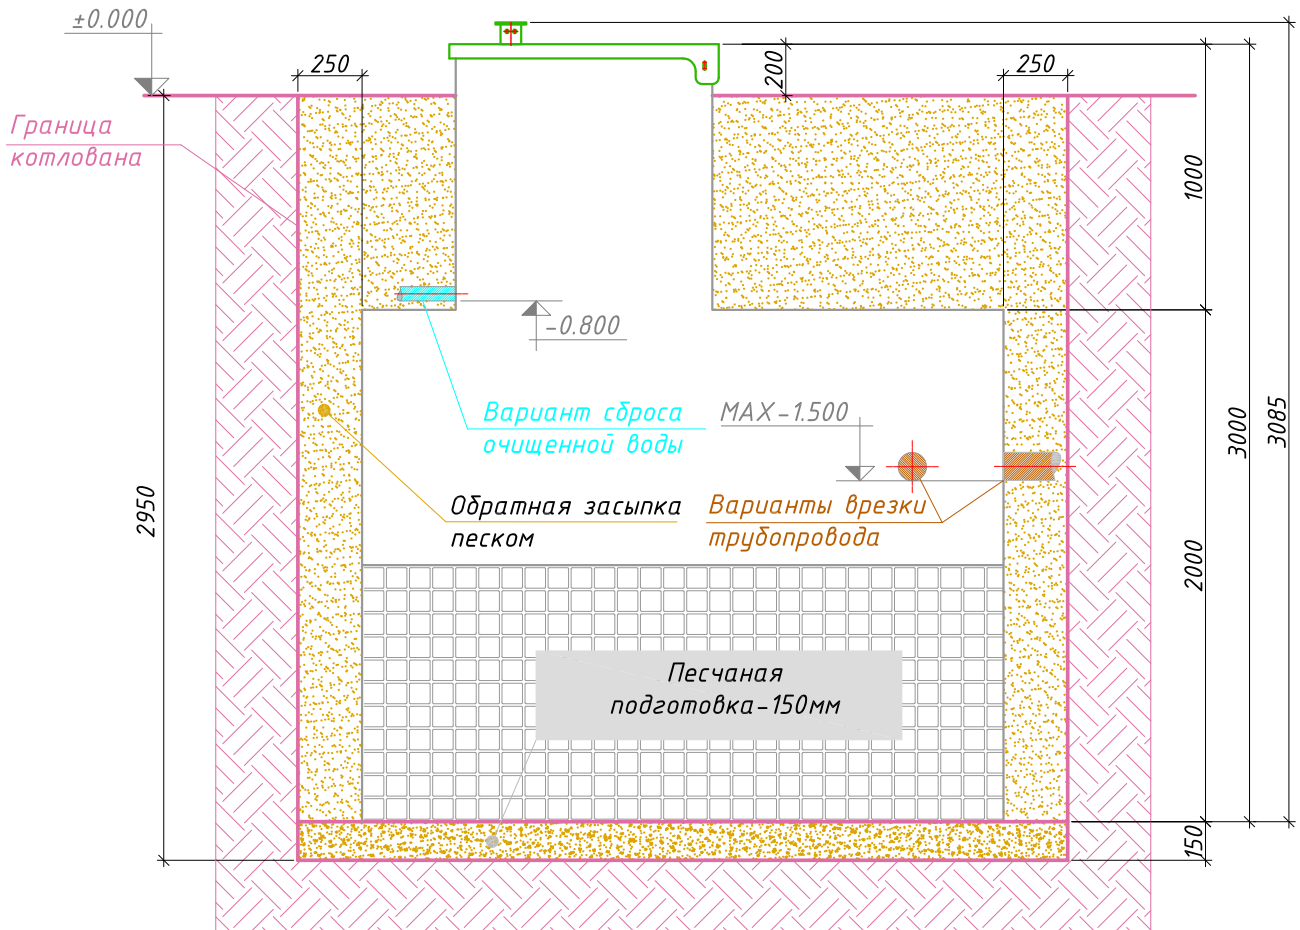 ±0.000
250
200
250
Граница
котлована
1000
-0.800
Вариант сброса
очищенной воды
MAX-1.500
3000
3085
2950
Обратная засыпка
песком
Варианты врезки
трубопровода
2000
Песчаная
подготовка-150мм
150